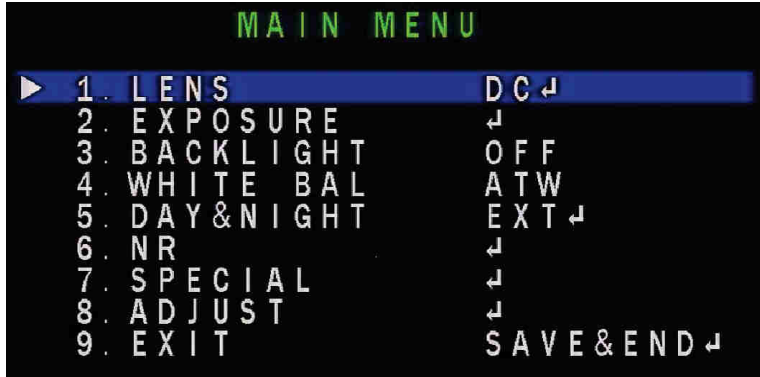 MAIN MENU
▶ 1. LENS DC↲
2. EXPOSURE ↲
3. BACKLIGHT OFF
4. WHITE BAL ATW
5. DAY&NIGHT EXT↲
6. NR ↲
7. SPECIAL ↲
8. ADJUST ↲
9. EXIT SAVE&END↲